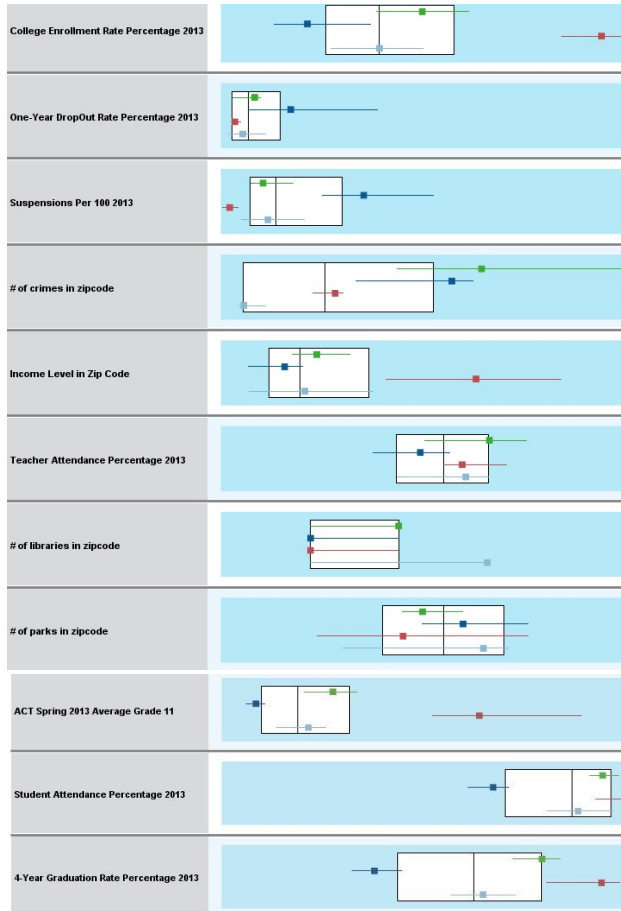 College Enrollment Rate Percentage 2013
One-Year DropOut Rate Percentage 2013
Suspensions Per 100 2013
# of crimes in zipcode
Income Level in Zip Code
Teacher Attendance Percentage 2013
# of libraries in zipcode
# of parks in zipcode
ACT Spring 2013 Average Grade 11
Student Attendance Percentage 2013
4-Year Graduation Rate Percentage 2013